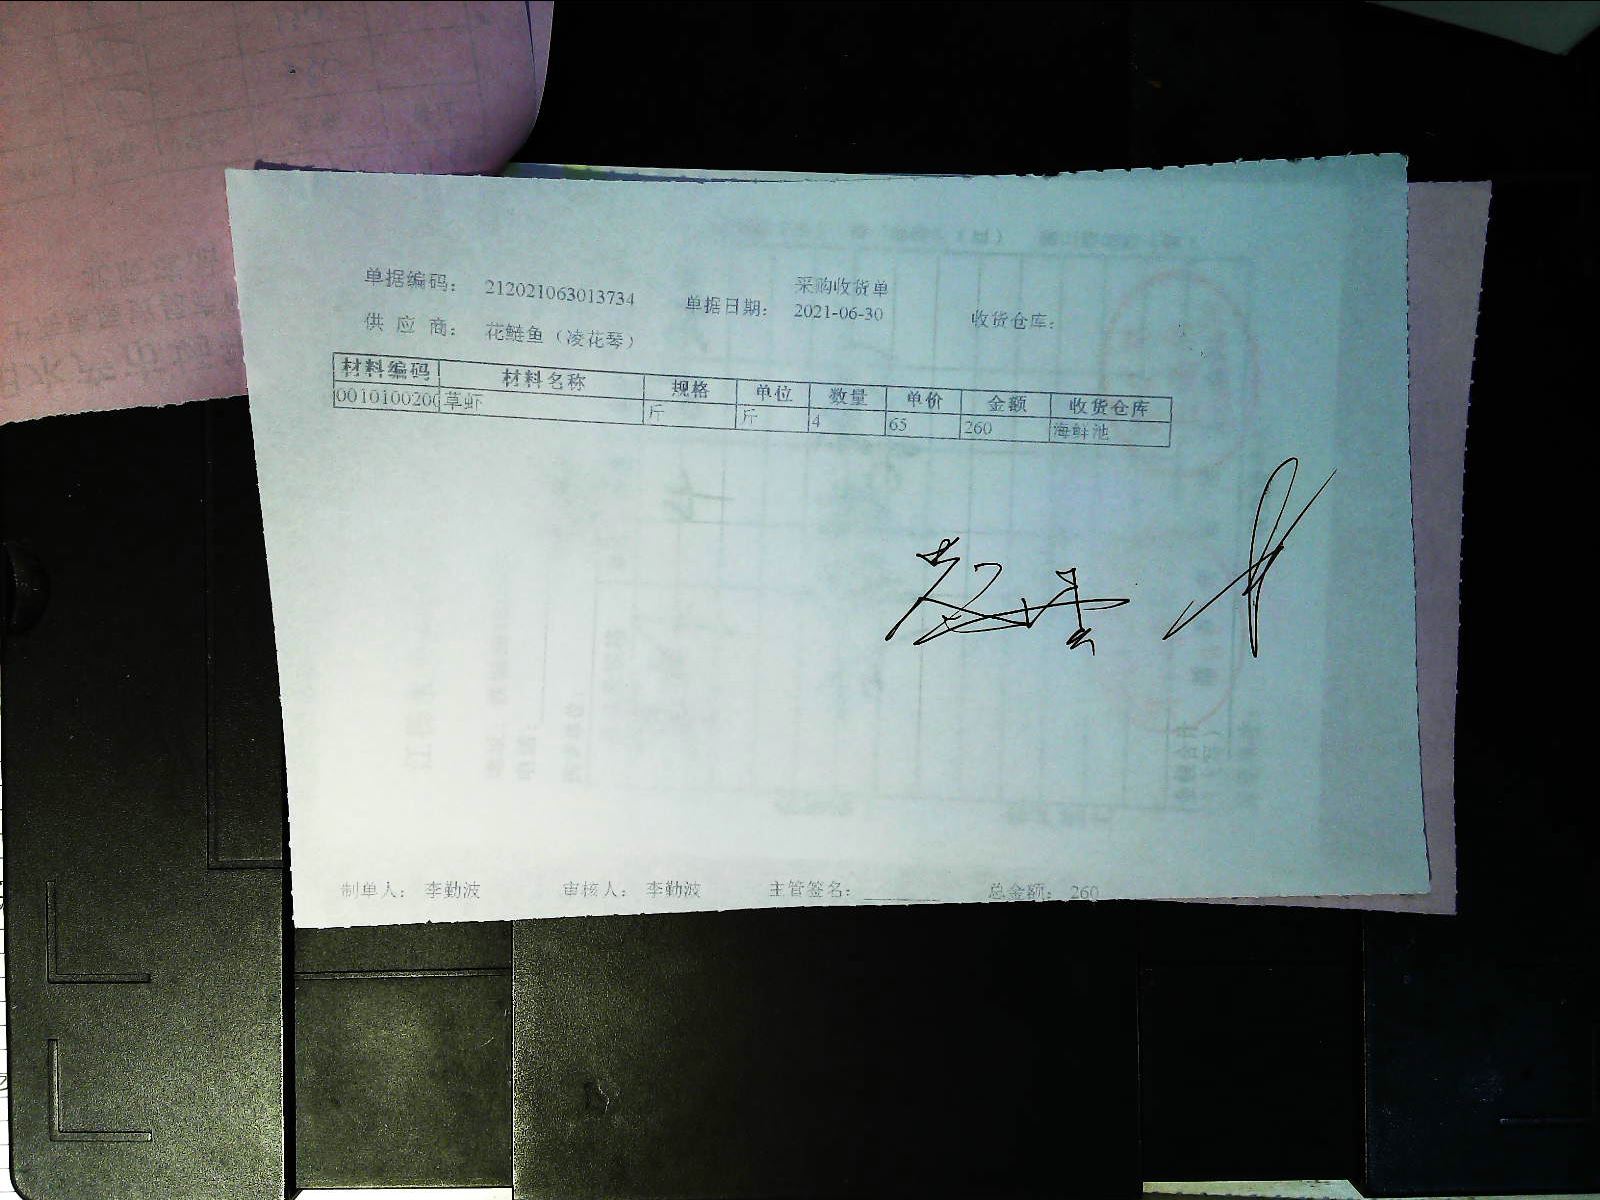 采购收货单
单据编码： 212021063013734 单据日期： 2021-06-30 收货仓库：
供 应 商： 花鲢鱼（凌花琴）
材料编码 材料名称 规格 单位 数量 单价 金额 收货仓库
0010100200 草虾 斤 斤 4 65 260 海鲜池
制单人： 李勤波 审核人： 李勤波 主管签名： 总金额： 260